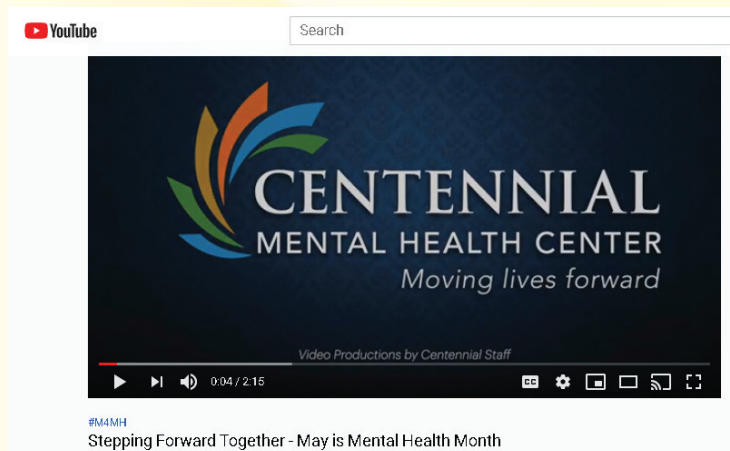 YouTube
Search
CENTENNIAL
MENTAL HEALTH CENTER
Moving lives forward
Video Productions by Centennial Staff
0:04 / 2:15
CC
#M4MH
Stepping Forward Together - May is Mental Health Month